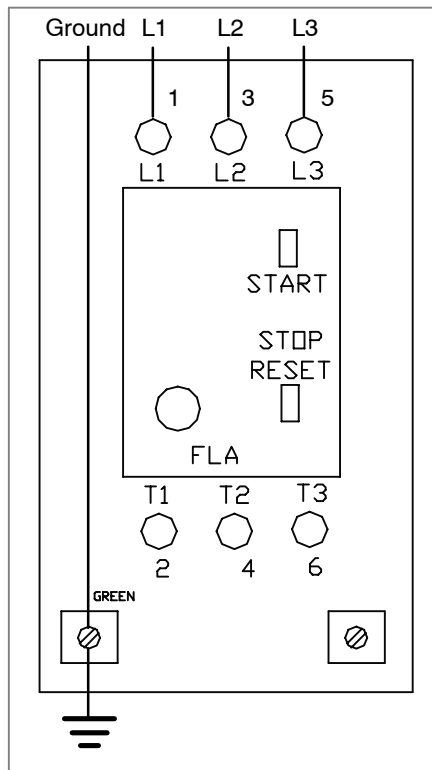 Ground L1 L2 L3
1 3 5
L1 L2 L3
START
STOP
RESET
FLA
T1 T2 T3
2 4 6
GREEN